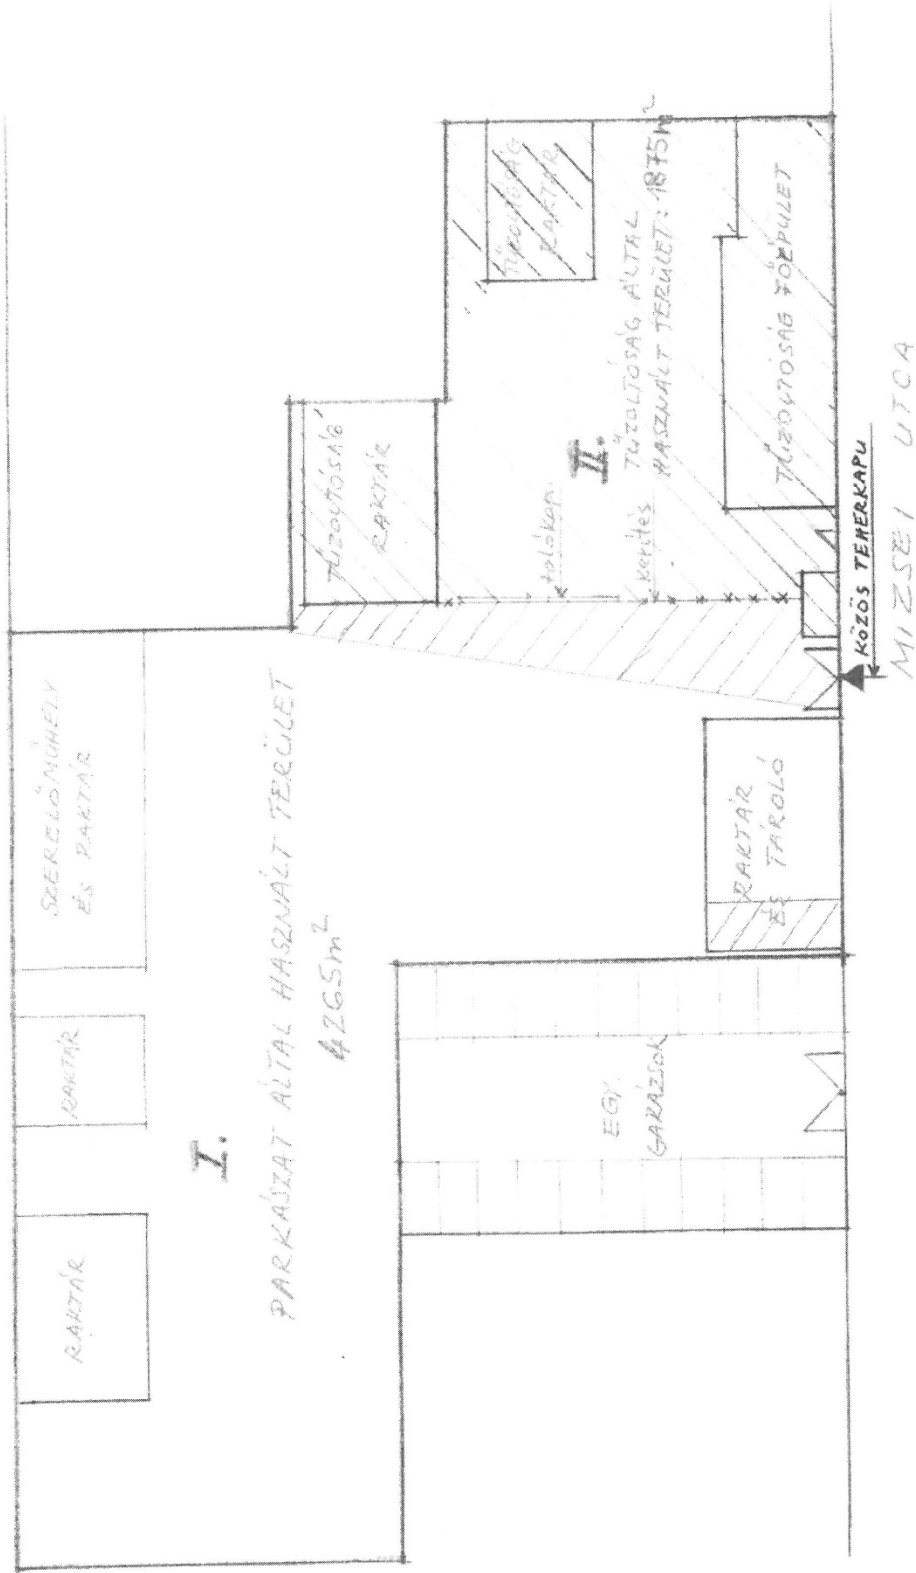 RAKTÁR
RAKTÁR
SZERELŐMŰHELY
ÉS RAKTÁR
I.
PARKÁSZAT ÁLTAL HASZNÁLT TERÜLET
4265m²
EGY.
GARÁZSOK
RAKTÁR
ÉS TÁROLÓ
TŰZOLTÓSÁG
RAKTÁR
TŰZOLTÓSÁG
RAKTÁR
II.
TŰZOLTÓSÁG ÁLTAL
HASZNÁLT TERÜLET: 1875m²
tolókapu
kerítés
TŰZOLTÓSÁG FŐÉPÜLET
KÖZÖS TEHERKAPU
MIZSEI UTCA